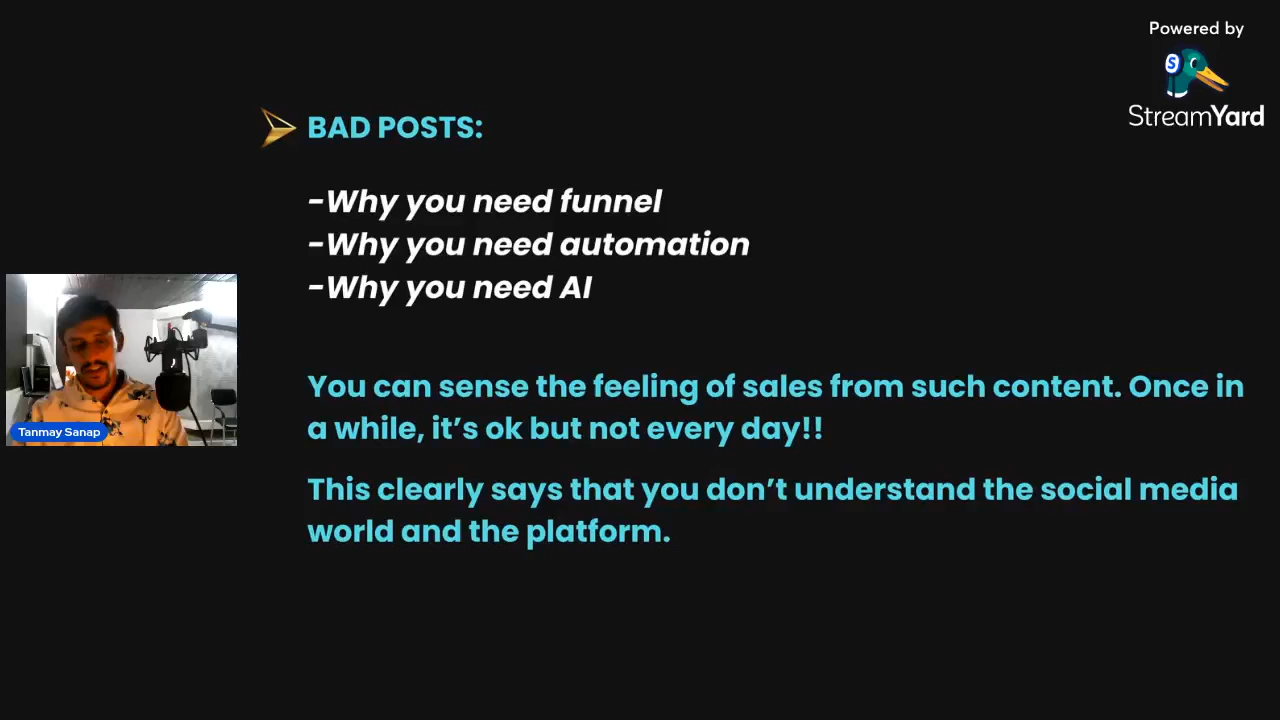 Powered by
S
StreamYard
BAD POSTS:
-Why you need funnel
-Why you need automation
-Why you need AI
You can sense the feeling of sales from such content. Once in
a while, it's ok but not every day!!
This clearly says that you don't understand the social media
world and the platform.
Tanmay Sanap